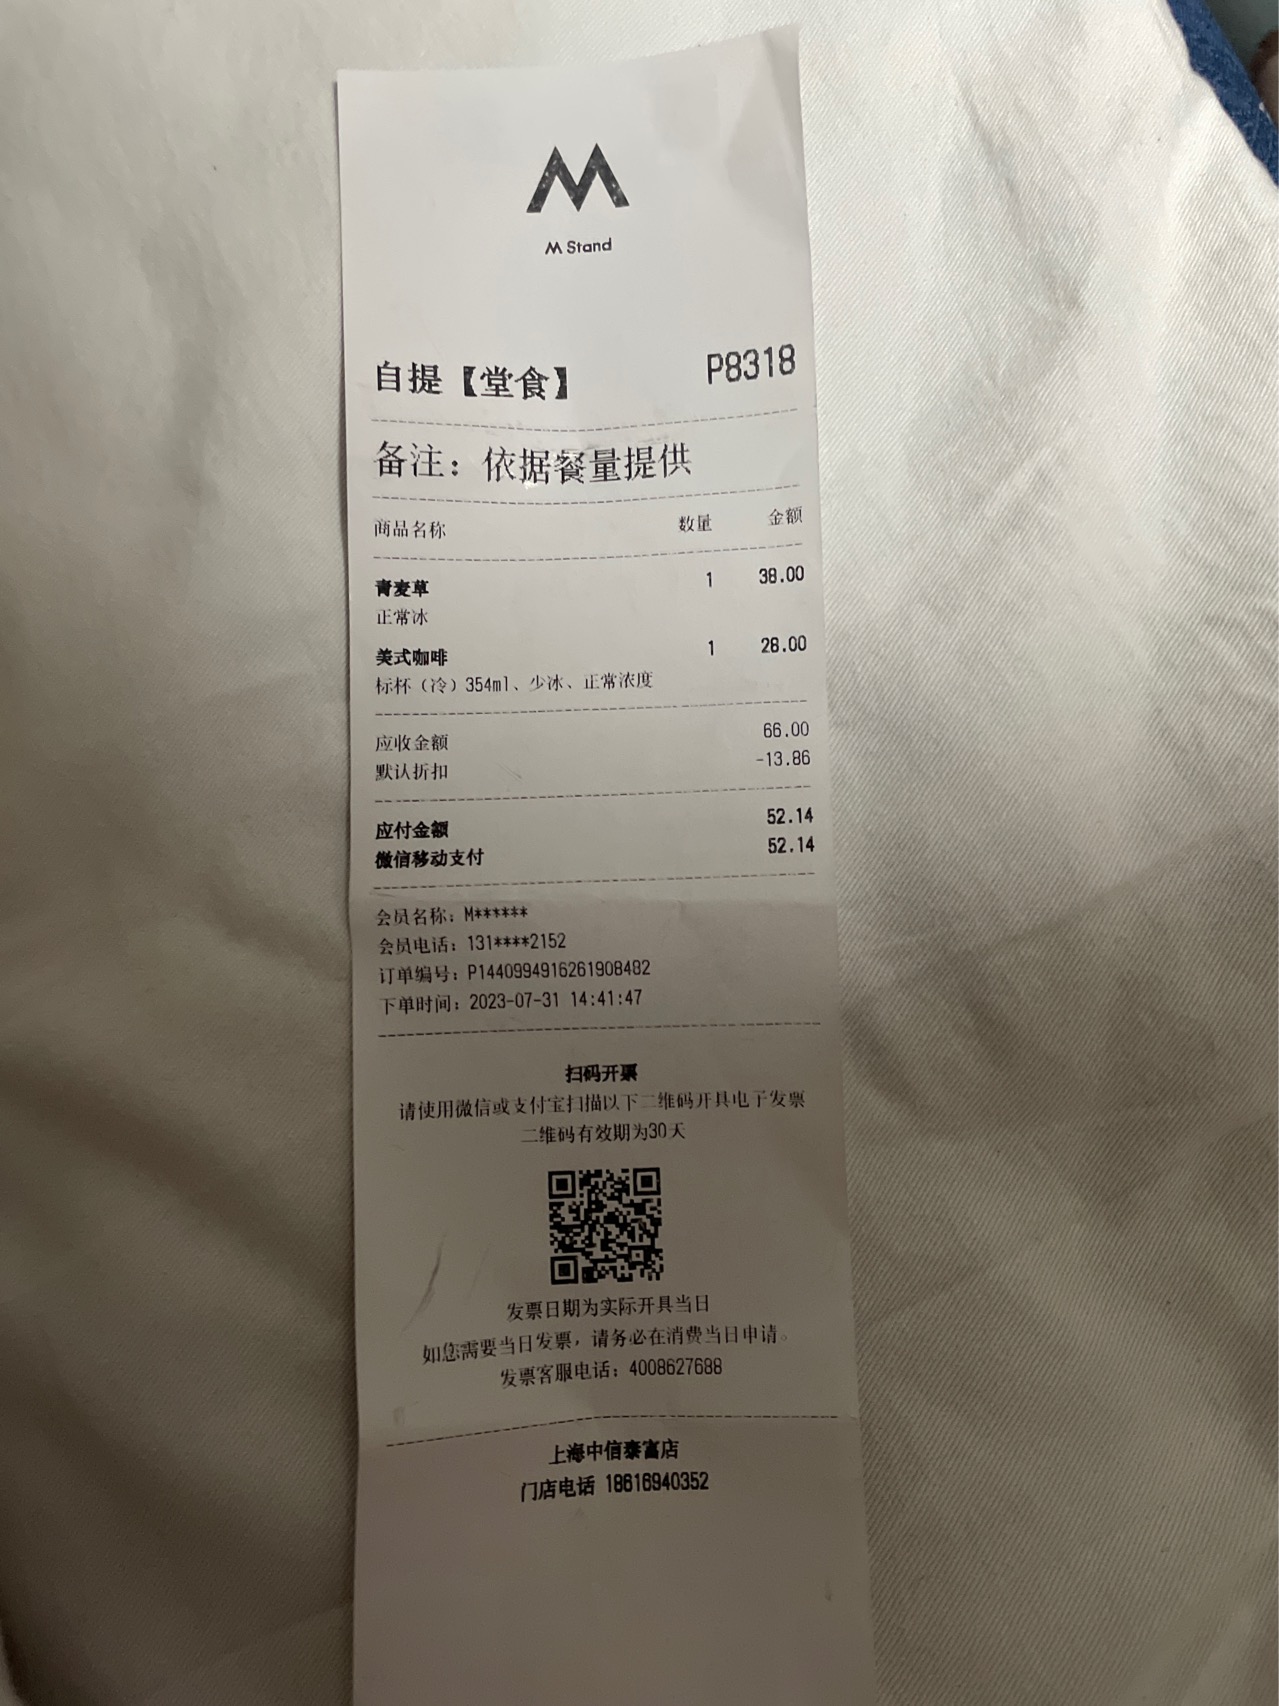 M
M Stand
自提【堂食】 P8318
备注：依据餐量提供
商品名称 数量 金额
青麦草 1 38.00
正常冰
美式咖啡 1 28.00
标杯（冷）354ml、少冰、正常浓度
应收金额 66.00
默认折扣 -13.86
应付金额 52.14
微信移动支付 52.14
会员名称：M******
会员电话：131****2152
订单编号：P1440994916261908482
下单时间：2023-07-31 14:41:47
扫码开票
请使用微信或支付宝扫描以下二维码开具电子发票
二维码有效期为30天
发票日期为实际开具当日
如您需要当日发票，请务必在消费当日申请。
发票客服电话：4008627688
上海中信泰富店
门店电话 18616940352